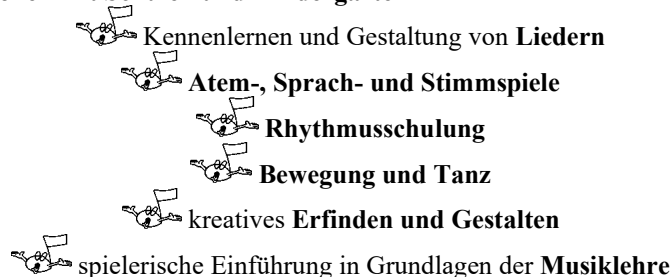 Kennenlernen und Gestaltung von Liedern
Atem-, Sprach- und Stimmspiele
Rhythmusschulung
Bewegung und Tanz
kreatives Erfinden und Gestalten
spielerische Einführung in Grundlagen der Musiklehre